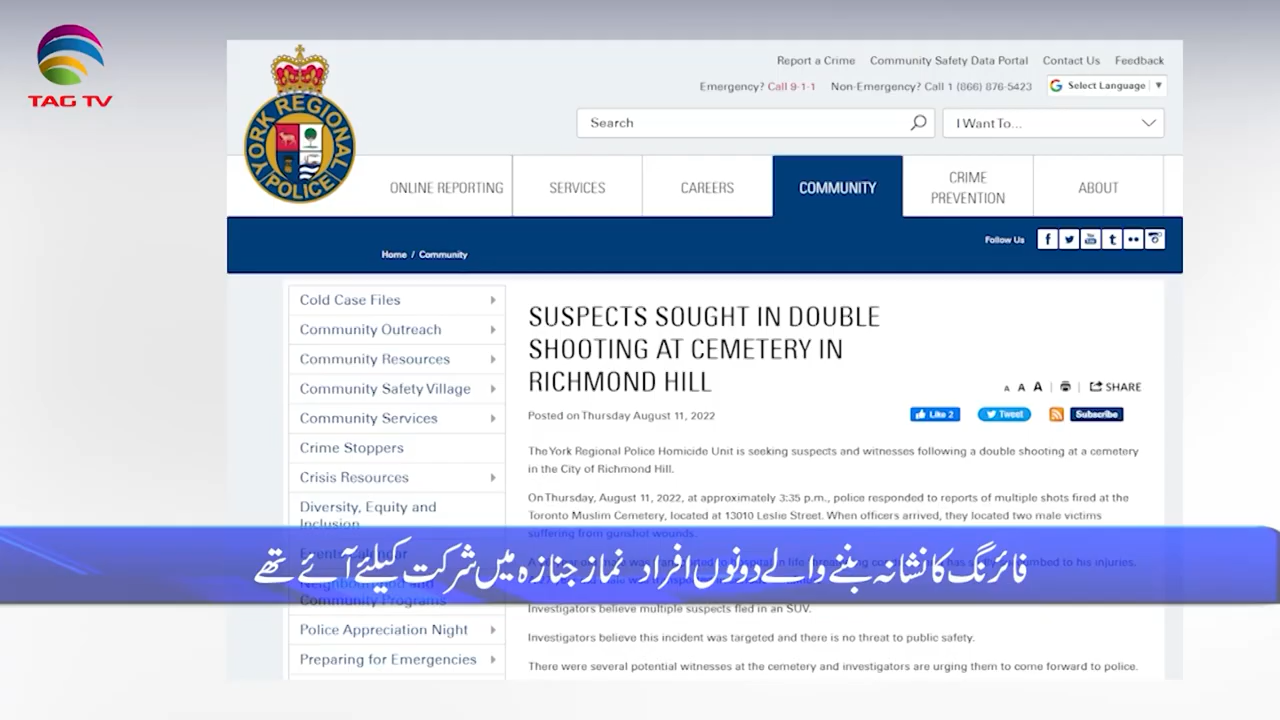 TAG TV
YORK REGIONAL POLICE
Report a Crime Community Safety Data Portal Contact Us Feedback
Emergency? Call 9-1-1 Non-Emergency? Call 1 (866) 876-5423 Select Language
Search
I Want To...
ONLINE REPORTING
SERVICES
CAREERS
COMMUNITY
CRIME
PREVENTION
ABOUT
Follow Us
Home / Community
Cold Case Files
Community Outreach
Community Resources
Community Safety Village
Community Services
Crime Stoppers
Crisis Resources
Diversity, Equity and
Inclusion
Events Calendar
Neighbourhood and
Community Programs
Police Appreciation Night
Preparing for Emergencies
SUSPECTS SOUGHT IN DOUBLE
SHOOTING AT CEMETERY IN
RICHMOND HILL
A A A SHARE
Posted on Thursday August 11, 2022
Like 2 Tweet Subscribe
The York Regional Police Homicide Unit is seeking suspects and witnesses following a double shooting at a cemetery
in the City of Richmond Hill.
On Thursday, August 11, 2022, at approximately 3:35 p.m., police responded to reports of multiple shots fired at the
Toronto Muslim Cemetery, located at 13010 Leslie Street. When officers arrived, they located two male victims
suffering from gunshot wounds.
فائرنگ کا نشانہ بننے والے دونوں افراد نماز جنازہ میں شرکت کیلئے آئے تھے
Investigators believe multiple suspects fled in an SUV.
Investigators believe this incident was targeted and there is no threat to public safety.
There were several potential witnesses at the cemetery and investigators are urging them to come forward to police.